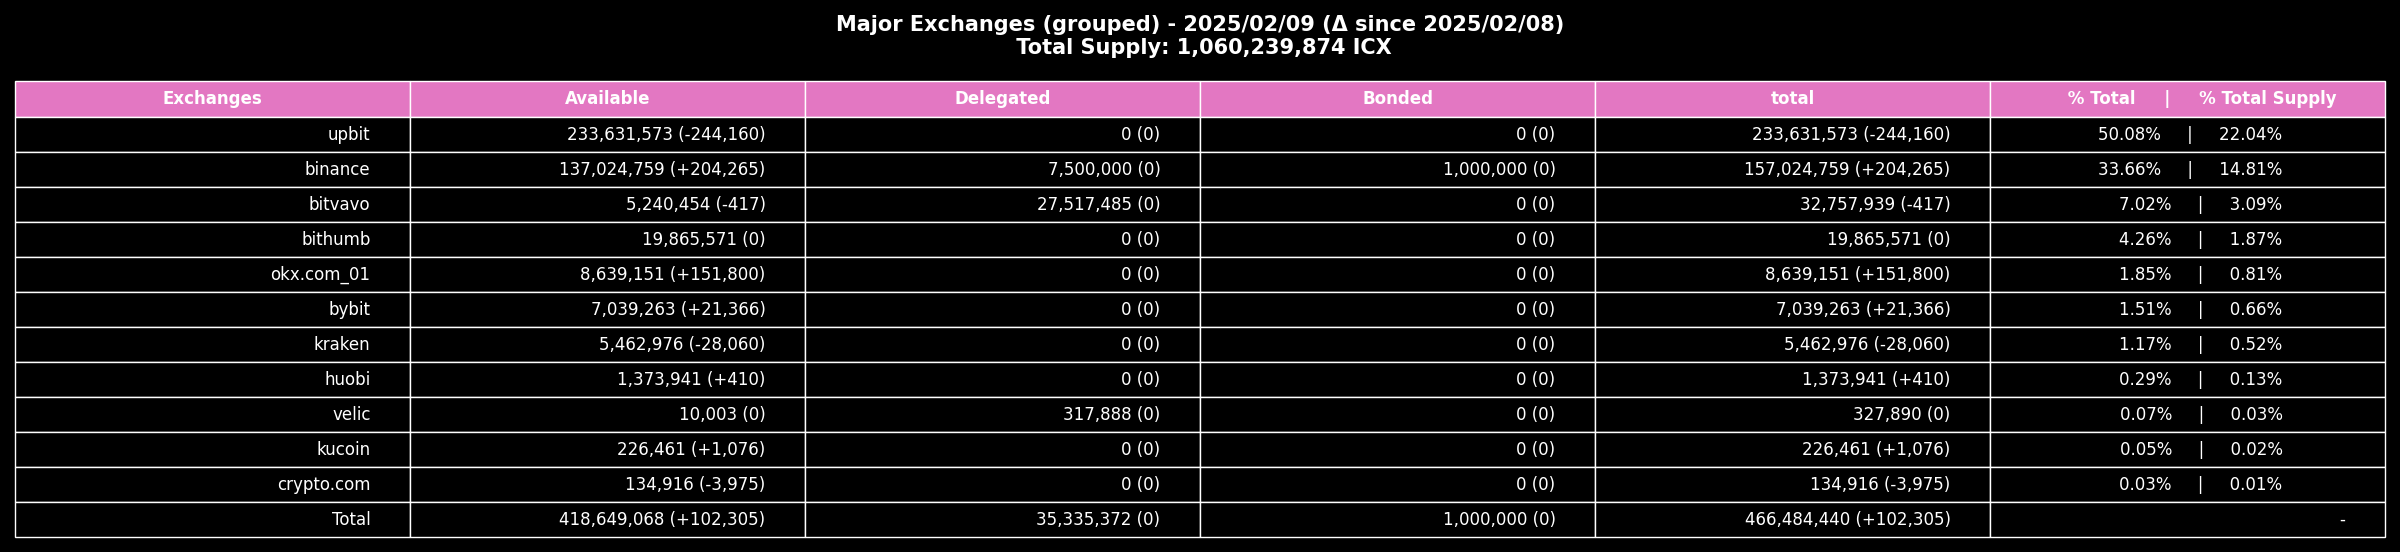 Major Exchanges (grouped) - 2025/02/09 (Δ since 2025/02/08)
Total Supply: 1,060,239,874 ICX
Exchanges Available Delegated Bonded total % Total | % Total Supply
upbit 233,631,573 (-244,160) 0 (0) 0 (0) 233,631,573 (-244,160) 50.08% | 22.04%
binance 137,024,759 (+204,265) 7,500,000 (0) 1,000,000 (0) 157,024,759 (+204,265) 33.66% | 14.81%
bitvavo 5,240,454 (-417) 27,517,485 (0) 0 (0) 32,757,939 (-417) 7.02% | 3.09%
bithumb 19,865,571 (0) 0 (0) 0 (0) 19,865,571 (0) 4.26% | 1.87%
okx.com_01 8,639,151 (+151,800) 0 (0) 0 (0) 8,639,151 (+151,800) 1.85% | 0.81%
bybit 7,039,263 (+21,366) 0 (0) 0 (0) 7,039,263 (+21,366) 1.51% | 0.66%
kraken 5,462,976 (-28,060) 0 (0) 0 (0) 5,462,976 (-28,060) 1.17% | 0.52%
huobi 1,373,941 (+410) 0 (0) 0 (0) 1,373,941 (+410) 0.29% | 0.13%
velic 10,003 (0) 317,888 (0) 0 (0) 327,890 (0) 0.07% | 0.03%
kucoin 226,461 (+1,076) 0 (0) 0 (0) 226,461 (+1,076) 0.05% | 0.02%
crypto.com 134,916 (-3,975) 0 (0) 0 (0) 134,916 (-3,975) 0.03% | 0.01%
Total 418,649,068 (+102,305) 35,335,372 (0) 1,000,000 (0) 466,484,440 (+102,305) -